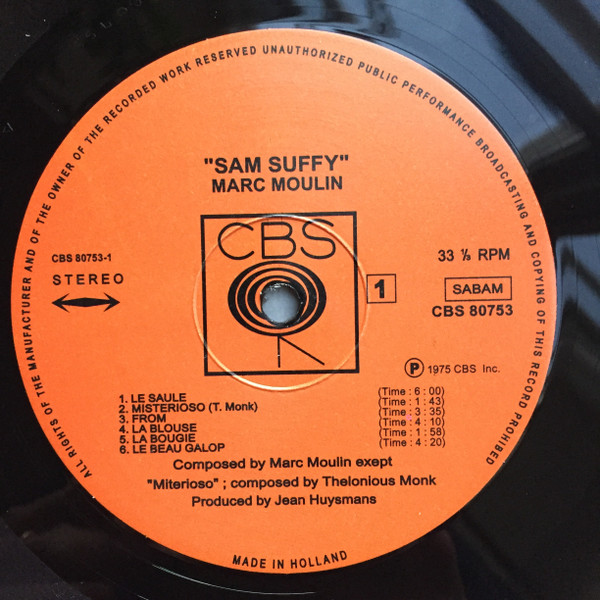 ALL RIGHTS OF THE MANUFACTURER AND OF THE OWNER OF THE RECORDED WORK RESERVED UNAUTHORIZED PUBLIC PERFORMANCE BROADCASTING AND COPYING OF THIS RECORD PROHIBED
"SAM SUFFY"
MARC MOULIN
CBS
CBS 80753-1
STEREO
1
33 ⅓ RPM
SABAM
CBS 80753
Ⓟ 1975 CBS Inc.
1. LE SAULE (Time : 6 : 00)
2. MISTERIOSO (T. Monk) (Time : 1 : 43)
3. FROM (Time : 3 : 35)
4. LA BLOUSE (Time : 4 : 10)
5. LA BOUGIE (Time : 1 : 58)
6. LE BEAU GALOP (Time : 4 : 20)
Composed by Marc Moulin exept
"Miterioso" ; composed by Thelonious Monk
Produced by Jean Huysmans
MADE IN HOLLAND